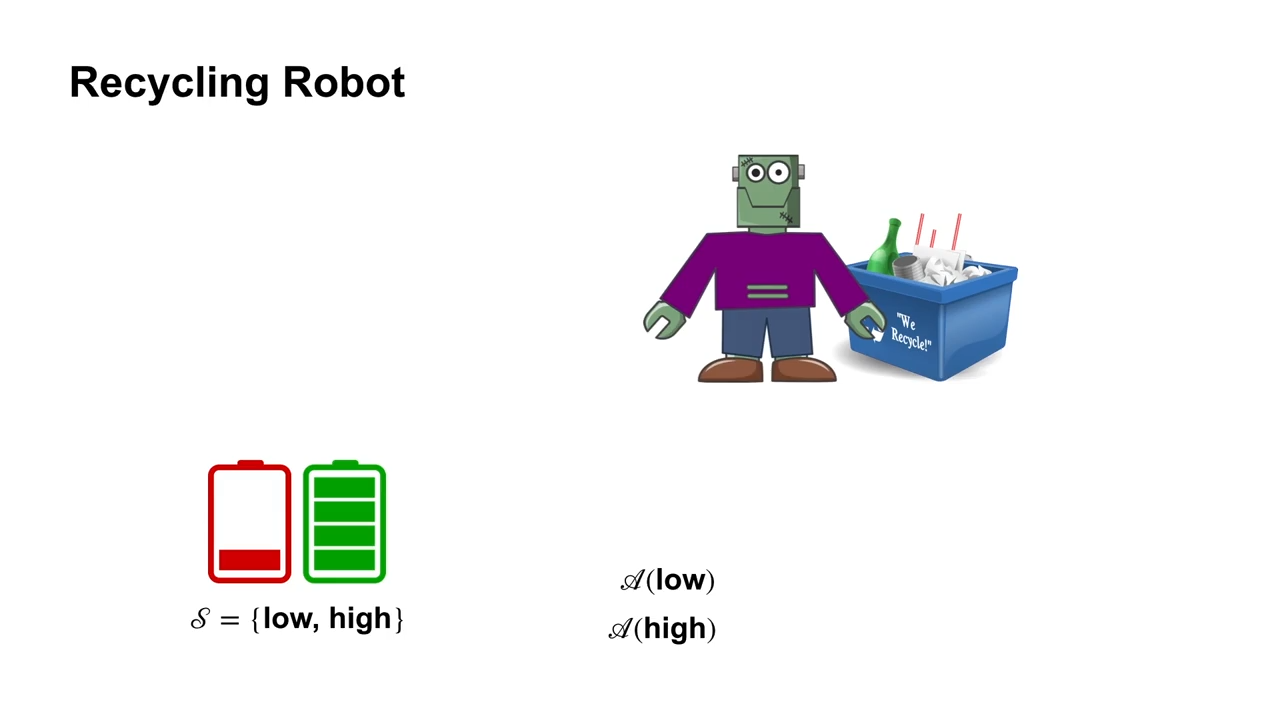 Recycling Robot
"We
Recycle!"
𝒮 = {low, high}
𝒜(low)
𝒜(high)